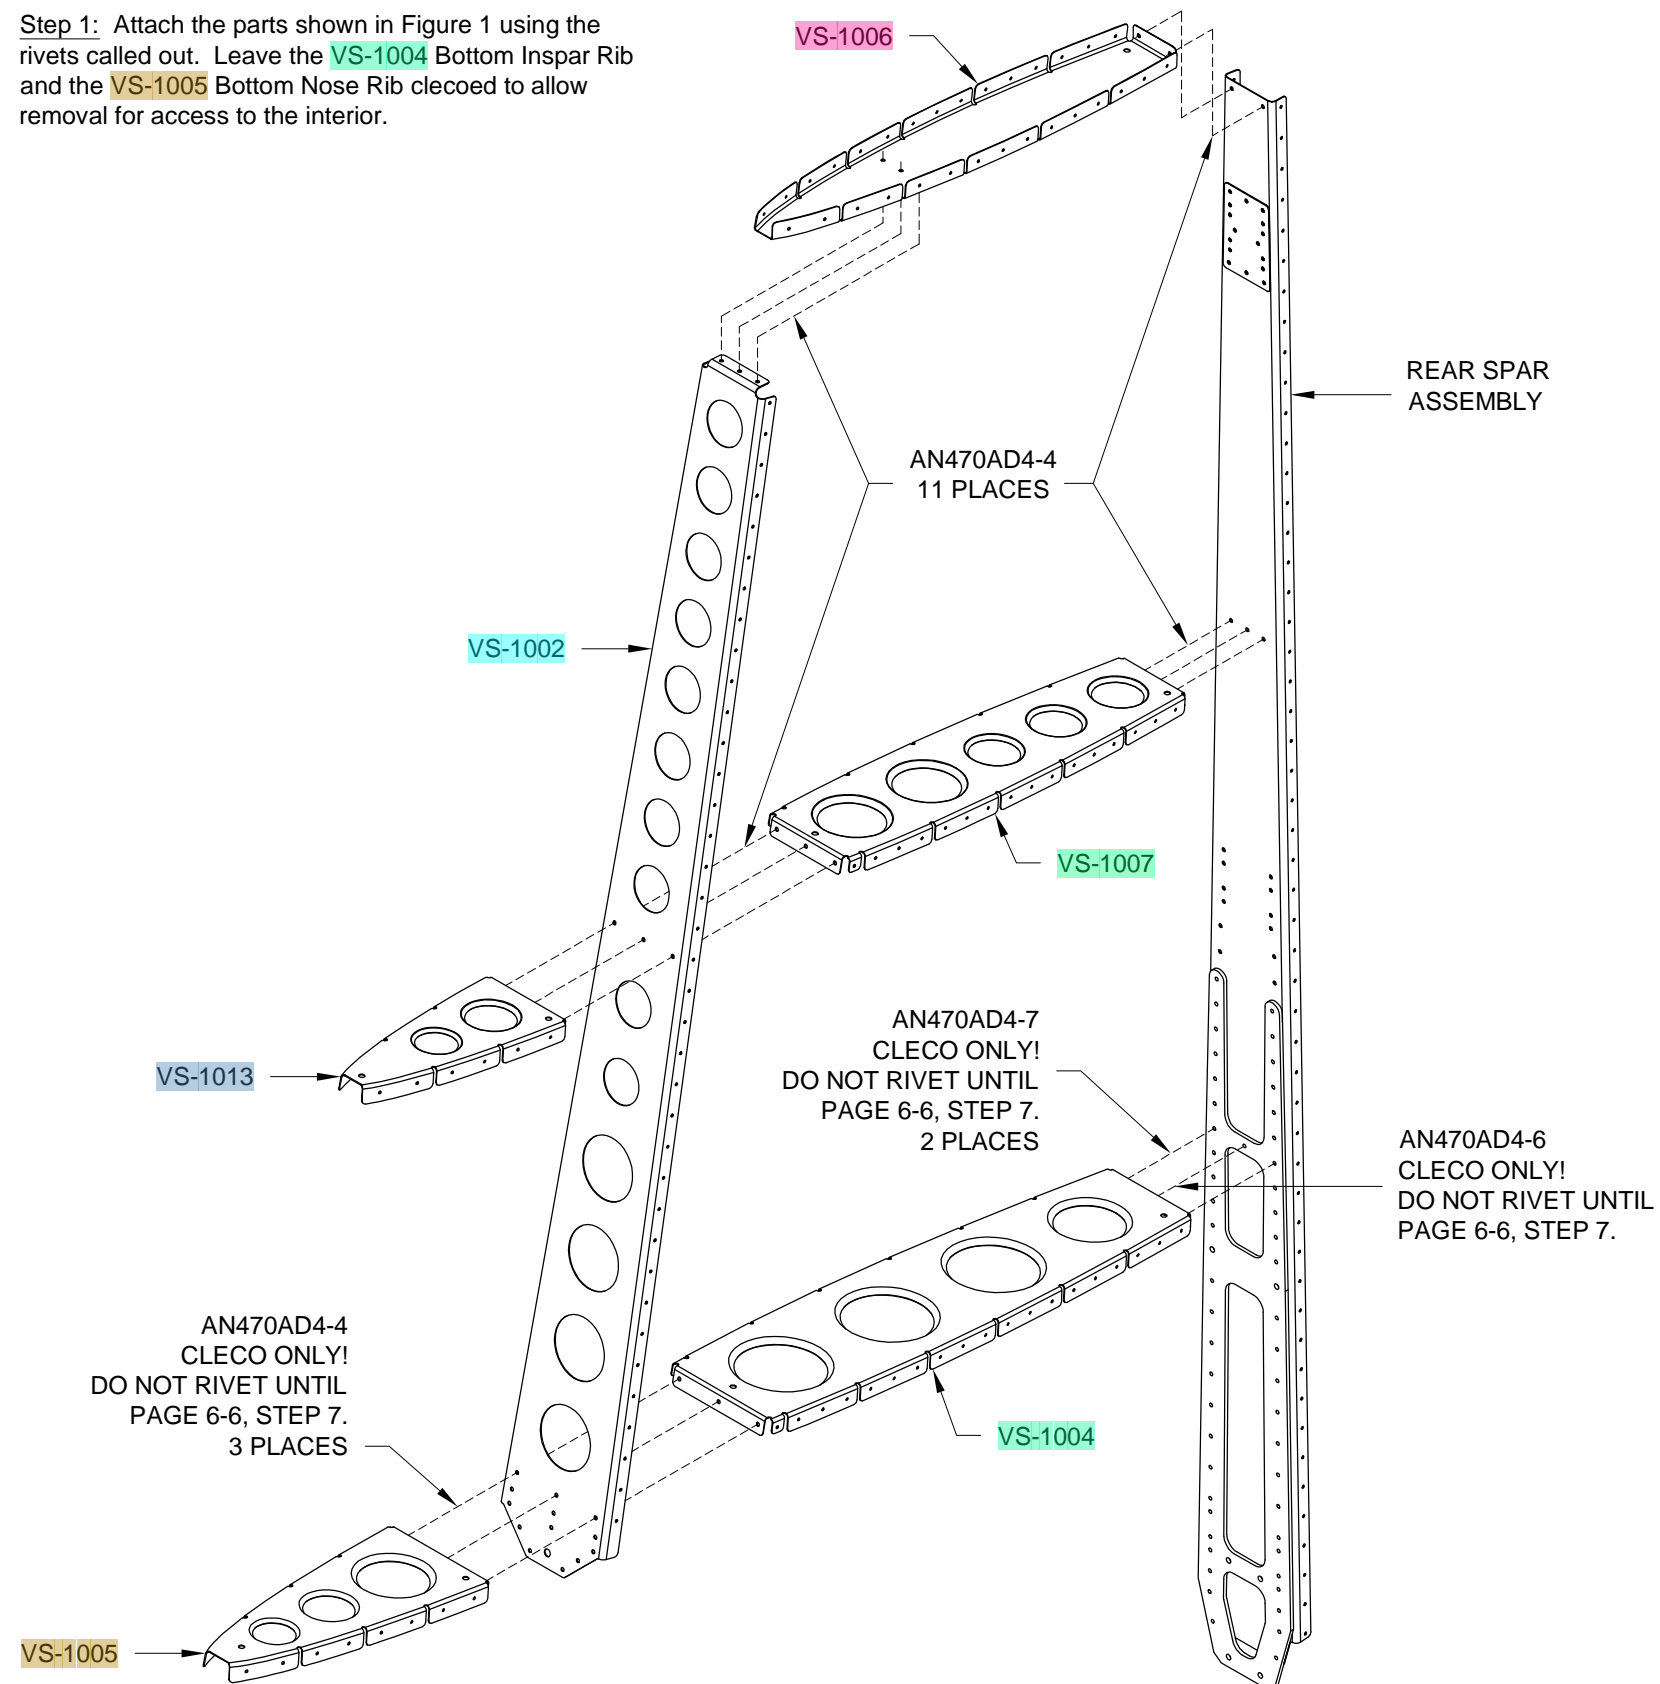 Step 1: Attach the parts shown in Figure 1 using the
rivets called out. Leave the VS-1004 Bottom Inspar Rib
and the VS-1005 Bottom Nose Rib clecoed to allow
removal for access to the interior.
VS-1006
REAR SPAR
ASSEMBLY
AN470AD4-4
11 PLACES
VS-1002
VS-1007
VS-1013
AN470AD4-7
CLECO ONLY!
DO NOT RIVET UNTIL
PAGE 6-6, STEP 7.
2 PLACES
AN470AD4-6
CLECO ONLY!
DO NOT RIVET UNTIL
PAGE 6-6, STEP 7.
AN470AD4-4
CLECO ONLY!
DO NOT RIVET UNTIL
PAGE 6-6, STEP 7.
3 PLACES
VS-1004
VS-1005